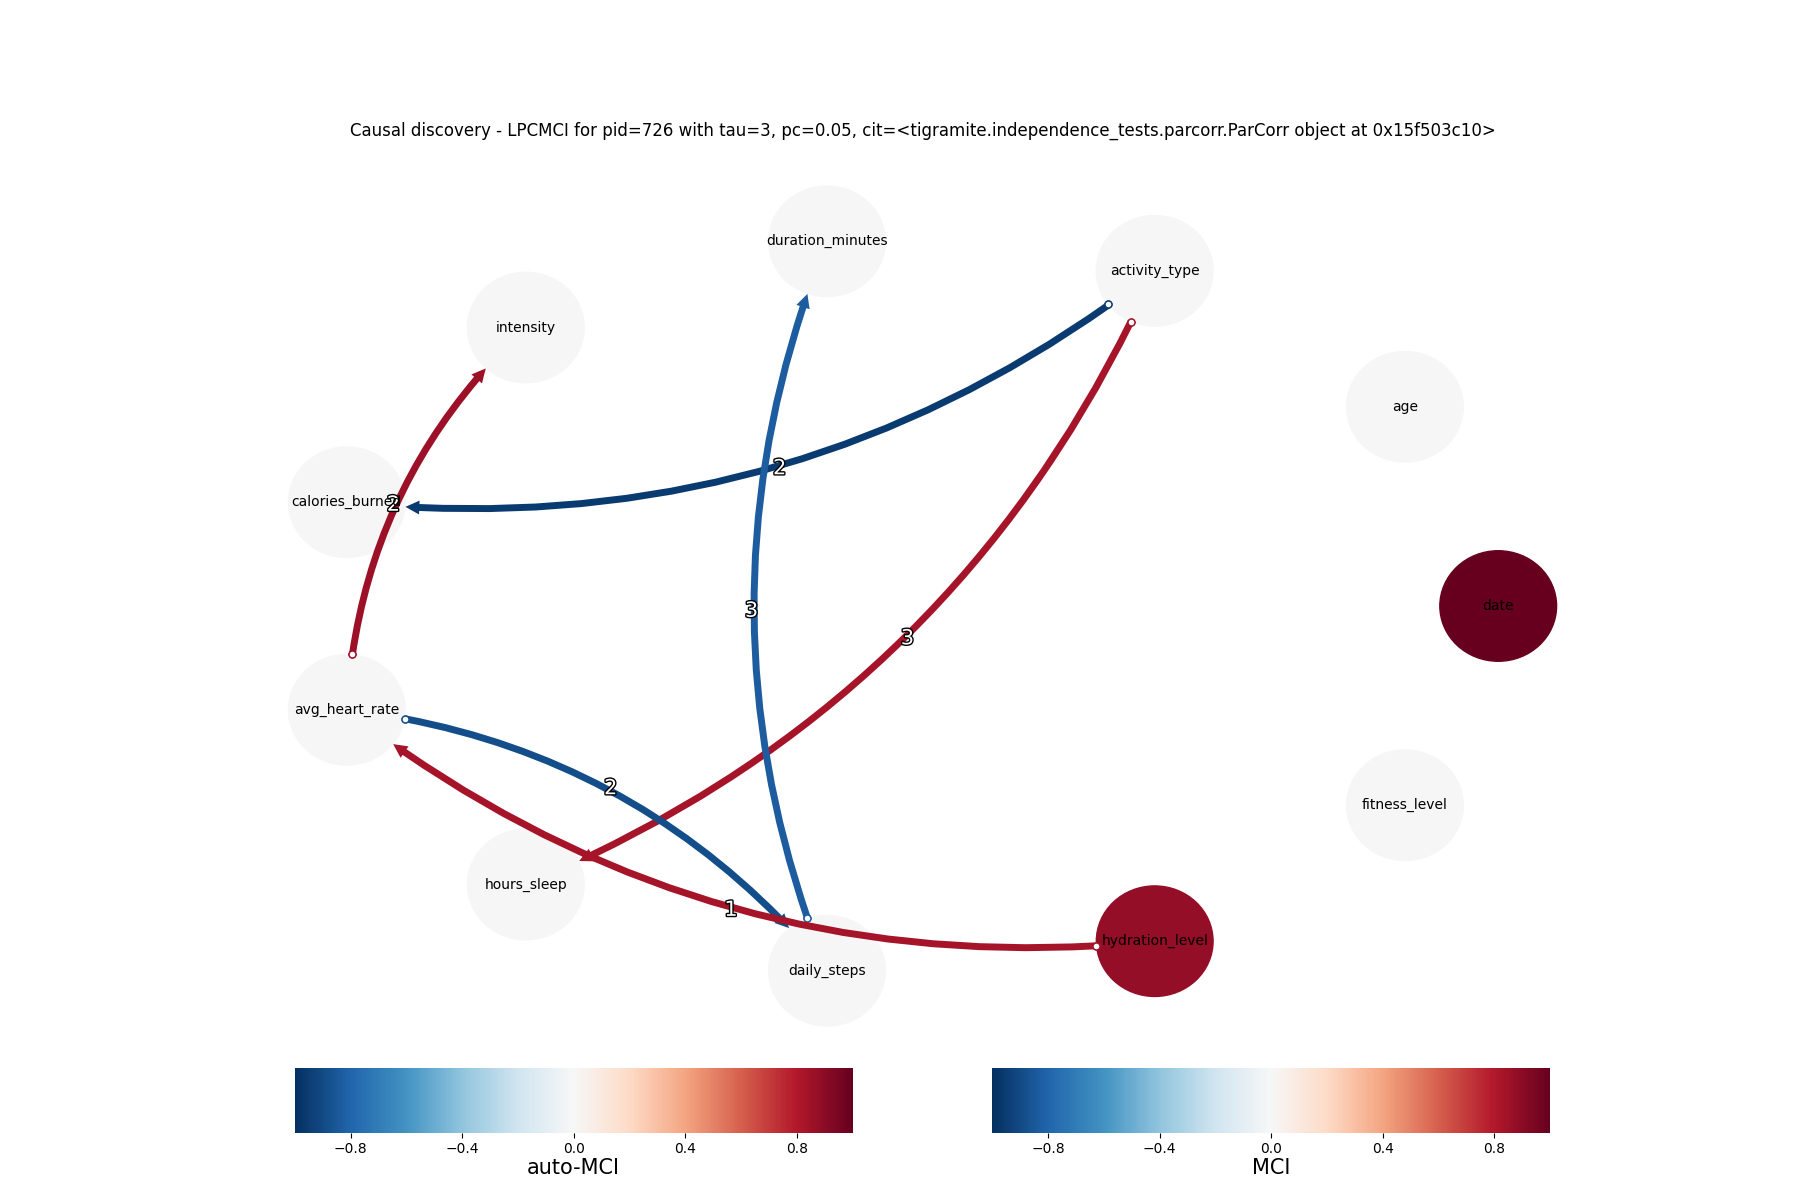 Causal discovery - LPCMCI for pid=726 with tau=3, pc=0.05, cit=<tigramite.independence_tests.parcorr.ParCorr object at 0x15f503c10>
duration_minutes
activity_type
intensity
age
2
calories_burned
2
date
3
3
avg_heart_rate
2
fitness_level
hours_sleep
1
hydration_level
daily_steps
−0.8 −0.4 0.0 0.4 0.8
auto-MCI
−0.8 −0.4 0.0 0.4 0.8
MCI